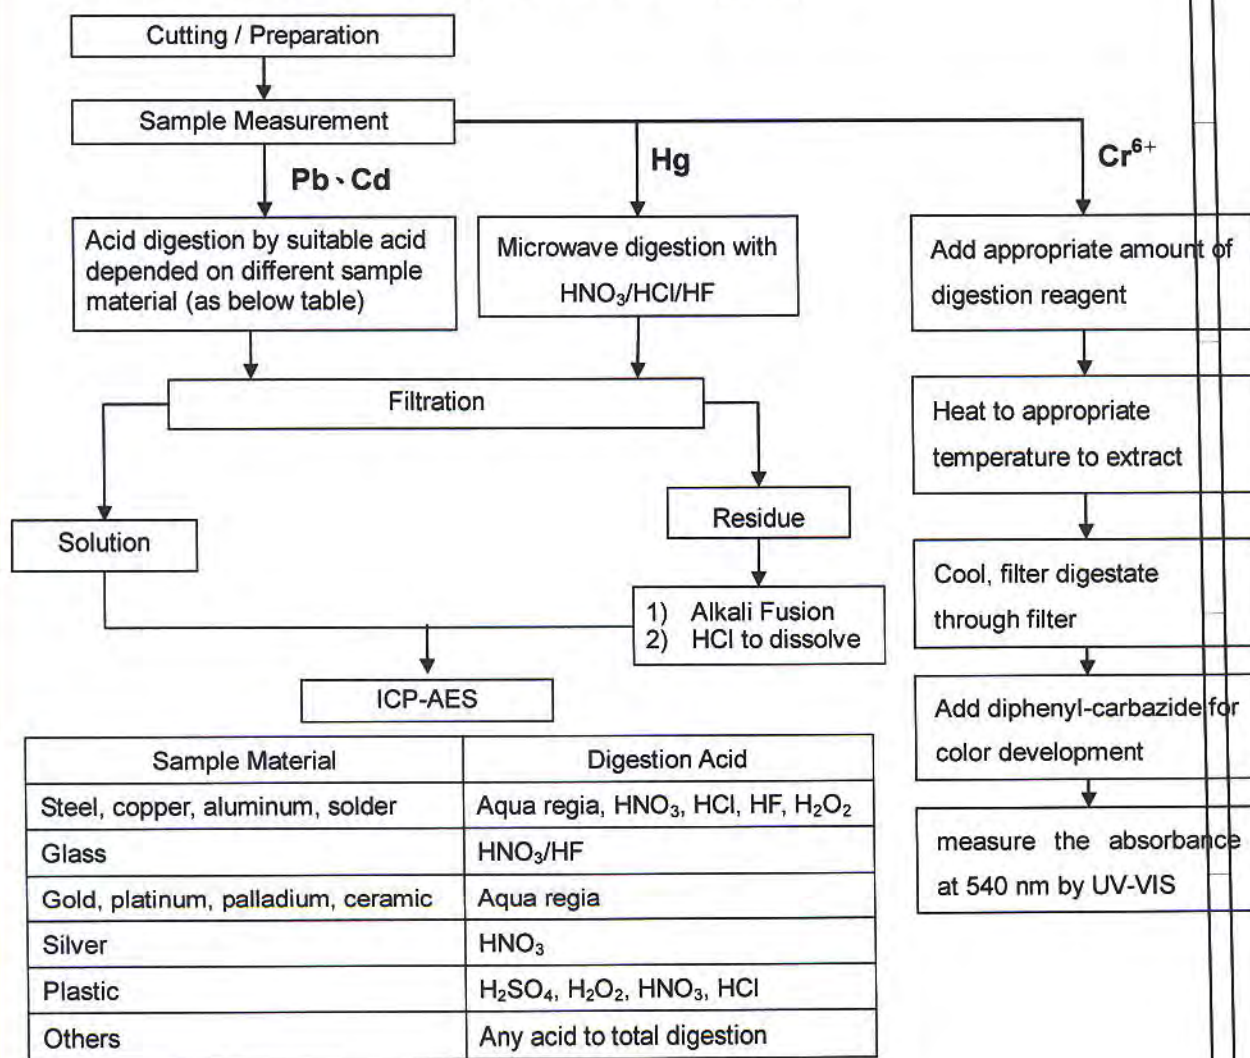 Cutting / Preparation
Sample Measurement
Pb、Cd
Hg
Cr⁶⁺
Acid digestion by suitable acid
depended on different sample
material (as below table)
Microwave digestion with
HNO₃/HCl/HF
Add appropriate amount of
digestion reagent
Filtration
Heat to appropriate
temperature to extract
Solution
Residue
1) Alkali Fusion
2) HCl to dissolve
Cool, filter digestate
through filter
ICP-AES
Add diphenyl-carbazide for
color development
measure the absorbance
at 540 nm by UV-VIS
Sample Material Digestion Acid
Steel, copper, aluminum, solder Aqua regia, HNO₃, HCl, HF, H₂O₂
Glass HNO₃/HF
Gold, platinum, palladium, ceramic Aqua regia
Silver HNO₃
Plastic H₂SO₄, H₂O₂, HNO₃, HCl
Others Any acid to total digestion